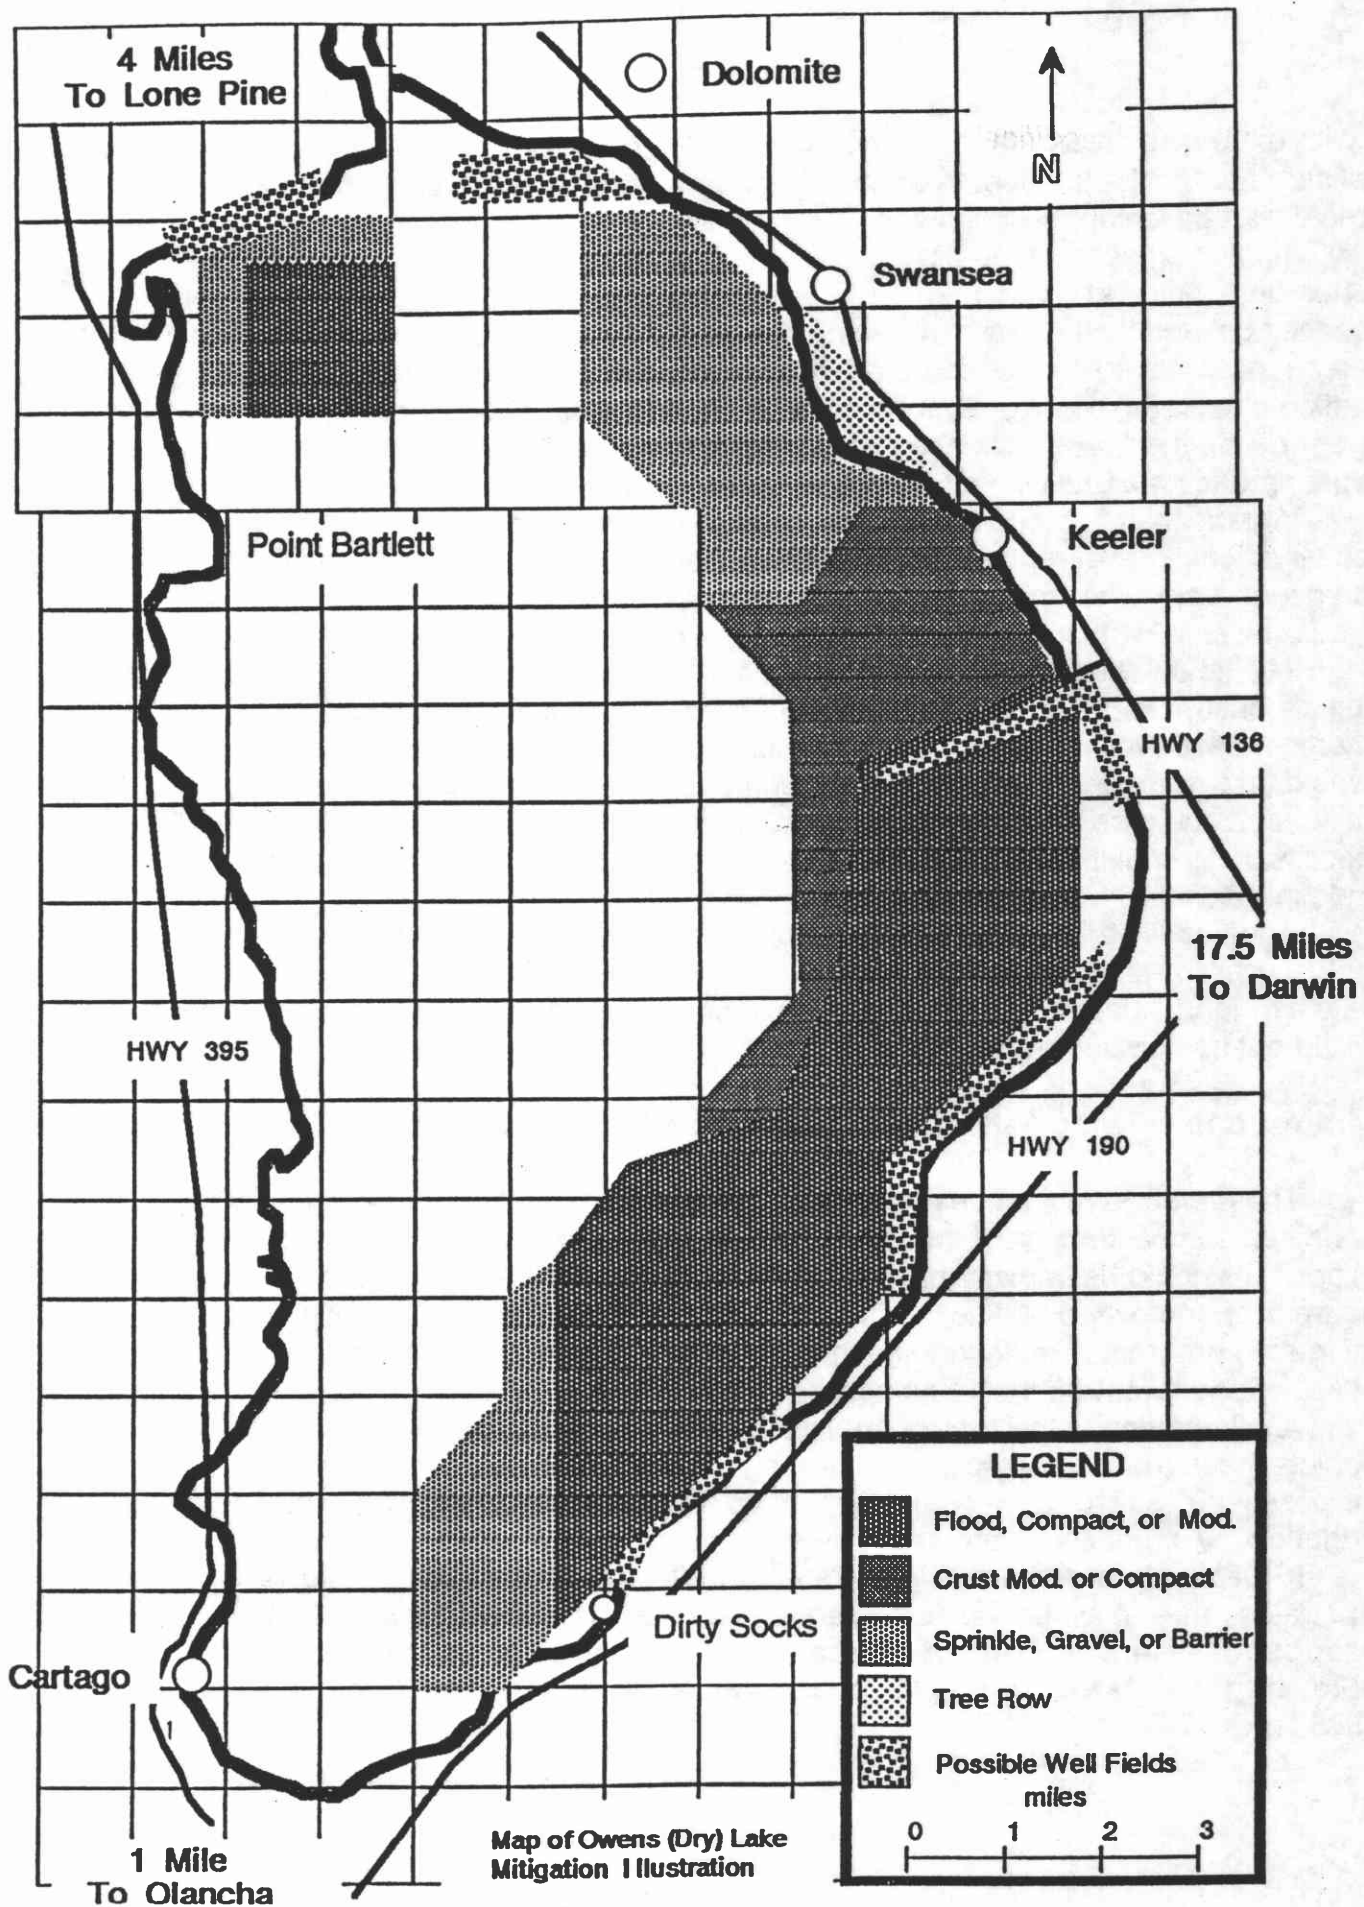 4 Miles
To Lone Pine
Dolomite
N
Swansea
Point Bartlett
Keeler
HWY 136
17.5 Miles
To Darwin
HWY 395
HWY 190
LEGEND
Flood, Compact, or Mod.
Crust Mod. or Compact
Sprinkle, Gravel, or Barrier
Tree Row
Possible Well Fields
miles
0 1 2 3
Dirty Socks
Cartago
1 Mile
To Olancha
Map of Owens (Dry) Lake
Mitigation Illustration